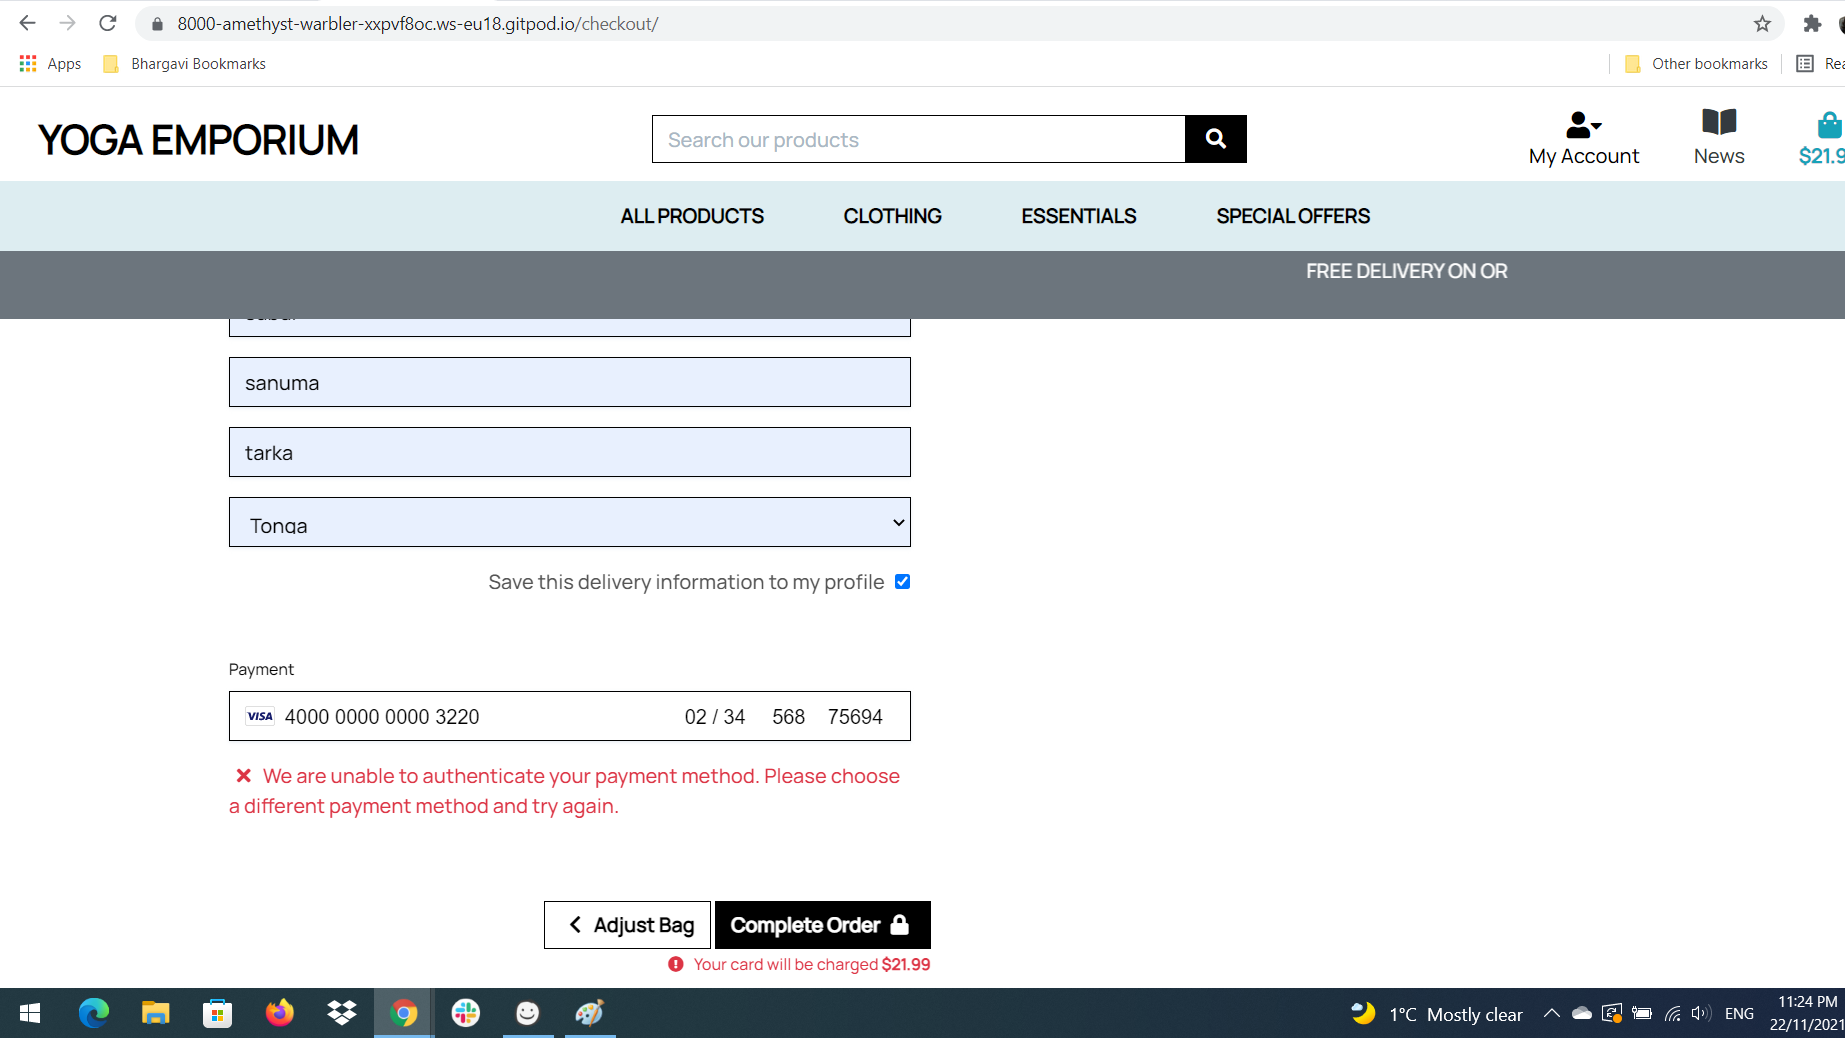 8000-amethyst-warbler-xxpvf8oc.ws-eu18.gitpod.io/checkout/
Apps Bhargavi Bookmarks Other bookmarks
YOGA EMPORIUM
Search our products
My Account
News
$21.9
ALL PRODUCTS CLOTHING ESSENTIALS SPECIAL OFFERS
FREE DELIVERY ON OR
sanuma
tarka
Tonga
Save this delivery information to my profile
Payment
VISA 4000 0000 0000 3220 02 / 34 568 75694
We are unable to authenticate your payment method. Please choose
a different payment method and try again.
Adjust Bag Complete Order
Your card will be charged $21.99
1°C Mostly clear ENG
11:24 PM
22/11/2021